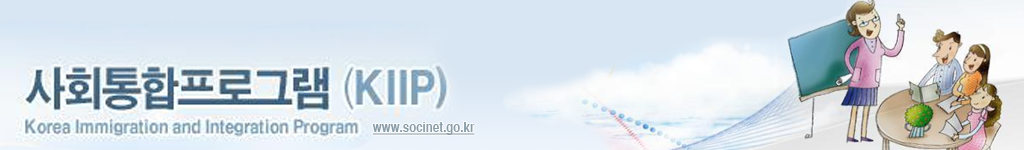 사회통합프로그램 (KIIP)
Korea Immigration and Integration Program www.socinet.go.kr